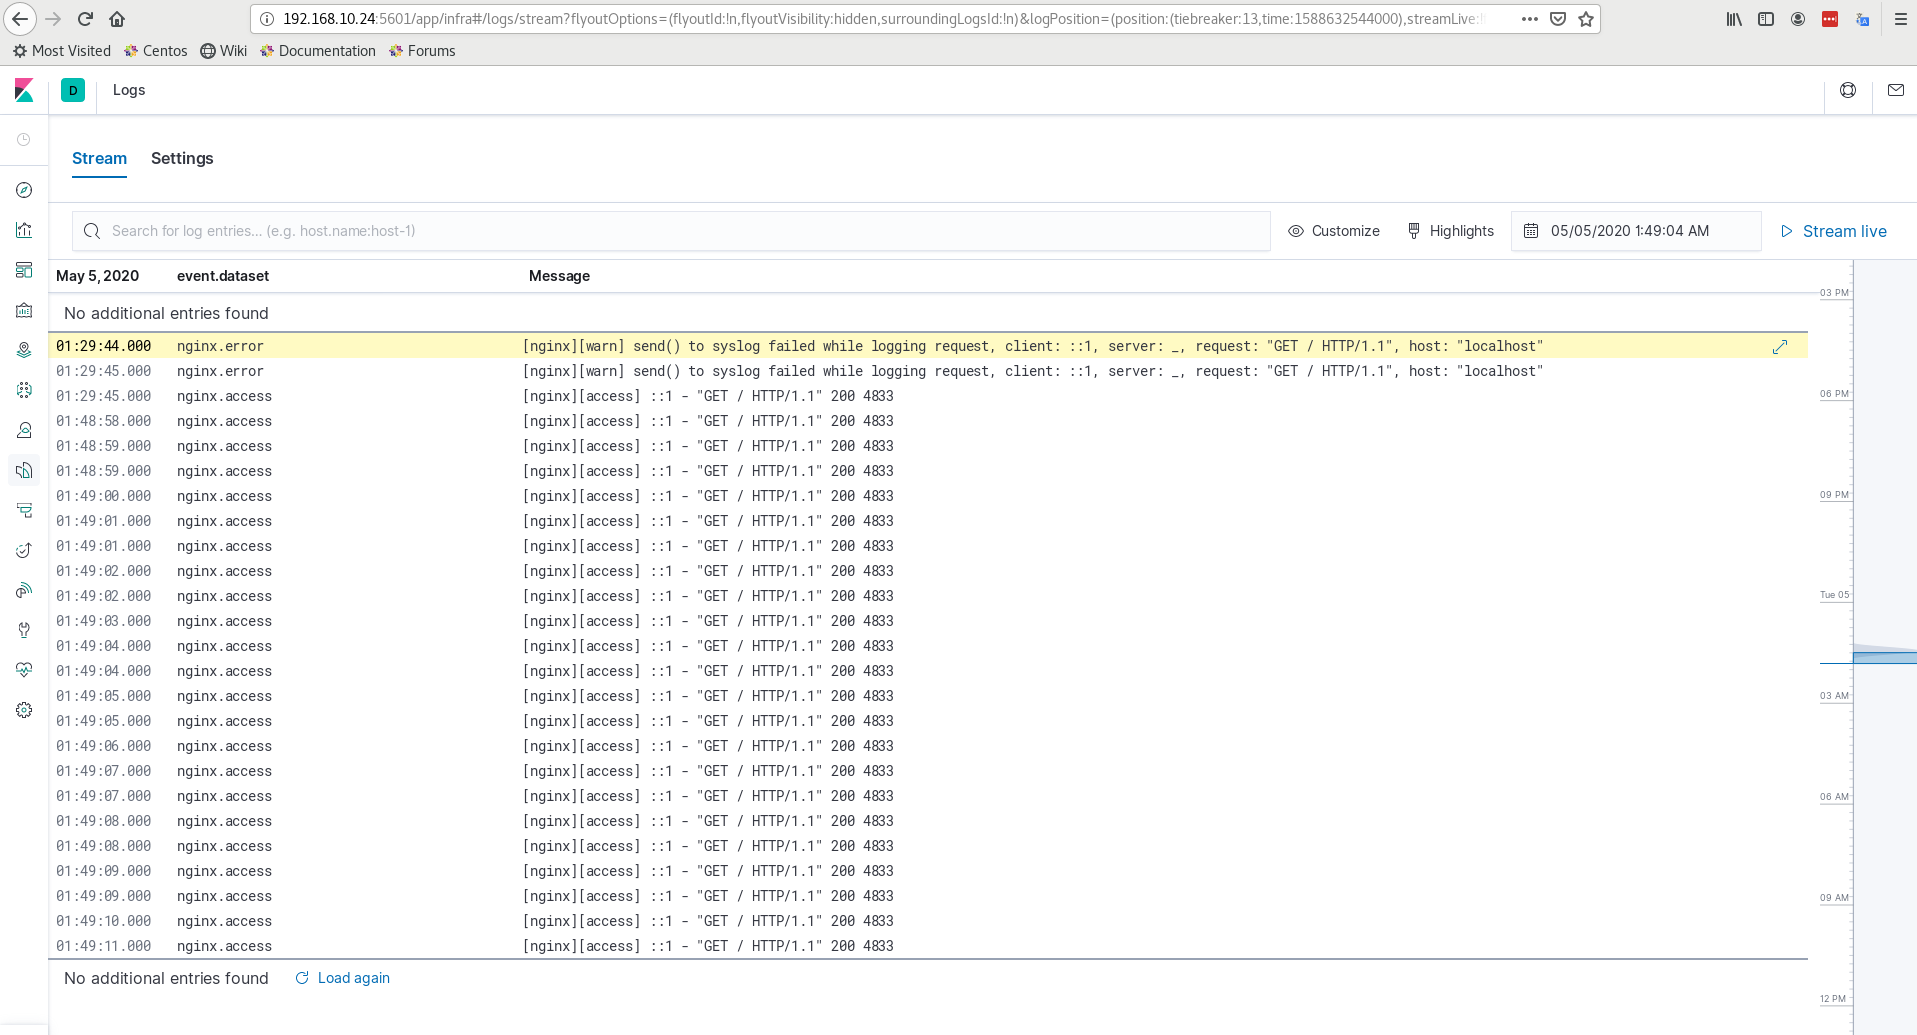 192.168.10.24:5601/app/infra#/logs/stream?flyoutOptions=(flyoutId:!n,flyoutVisibility:hidden,surroundingLogsId:!n)&logPosition=(position:(tiebreaker:13,time:1588632544000),streamLive:
Most Visited Centos Wiki Documentation Forums
D Logs
Stream Settings
Search for log entries... (e.g. host.name:host-1) Customize Highlights 05/05/2020 1:49:04 AM Stream live
May 5, 2020 event.dataset Message
No additional entries found
01:29:44.000 nginx.error [nginx][warn] send() to syslog failed while logging request, client: ::1, server: _, request: "GET / HTTP/1.1", host: "localhost"
01:29:45.000 nginx.error [nginx][warn] send() to syslog failed while logging request, client: ::1, server: _, request: "GET / HTTP/1.1", host: "localhost"
01:29:45.000 nginx.access [nginx][access] ::1 - "GET / HTTP/1.1" 200 4833
01:48:58.000 nginx.access [nginx][access] ::1 - "GET / HTTP/1.1" 200 4833
01:48:59.000 nginx.access [nginx][access] ::1 - "GET / HTTP/1.1" 200 4833
01:48:59.000 nginx.access [nginx][access] ::1 - "GET / HTTP/1.1" 200 4833
01:49:00.000 nginx.access [nginx][access] ::1 - "GET / HTTP/1.1" 200 4833
01:49:01.000 nginx.access [nginx][access] ::1 - "GET / HTTP/1.1" 200 4833
01:49:01.000 nginx.access [nginx][access] ::1 - "GET / HTTP/1.1" 200 4833
01:49:02.000 nginx.access [nginx][access] ::1 - "GET / HTTP/1.1" 200 4833
01:49:02.000 nginx.access [nginx][access] ::1 - "GET / HTTP/1.1" 200 4833
01:49:03.000 nginx.access [nginx][access] ::1 - "GET / HTTP/1.1" 200 4833
01:49:04.000 nginx.access [nginx][access] ::1 - "GET / HTTP/1.1" 200 4833
01:49:04.000 nginx.access [nginx][access] ::1 - "GET / HTTP/1.1" 200 4833
01:49:05.000 nginx.access [nginx][access] ::1 - "GET / HTTP/1.1" 200 4833
01:49:05.000 nginx.access [nginx][access] ::1 - "GET / HTTP/1.1" 200 4833
01:49:06.000 nginx.access [nginx][access] ::1 - "GET / HTTP/1.1" 200 4833
01:49:07.000 nginx.access [nginx][access] ::1 - "GET / HTTP/1.1" 200 4833
01:49:07.000 nginx.access [nginx][access] ::1 - "GET / HTTP/1.1" 200 4833
01:49:08.000 nginx.access [nginx][access] ::1 - "GET / HTTP/1.1" 200 4833
01:49:08.000 nginx.access [nginx][access] ::1 - "GET / HTTP/1.1" 200 4833
01:49:09.000 nginx.access [nginx][access] ::1 - "GET / HTTP/1.1" 200 4833
01:49:09.000 nginx.access [nginx][access] ::1 - "GET / HTTP/1.1" 200 4833
01:49:10.000 nginx.access [nginx][access] ::1 - "GET / HTTP/1.1" 200 4833
01:49:11.000 nginx.access [nginx][access] ::1 - "GET / HTTP/1.1" 200 4833
No additional entries found Load again
03 PM
06 PM
09 PM
Tue 05
03 AM
06 AM
09 AM
12 PM